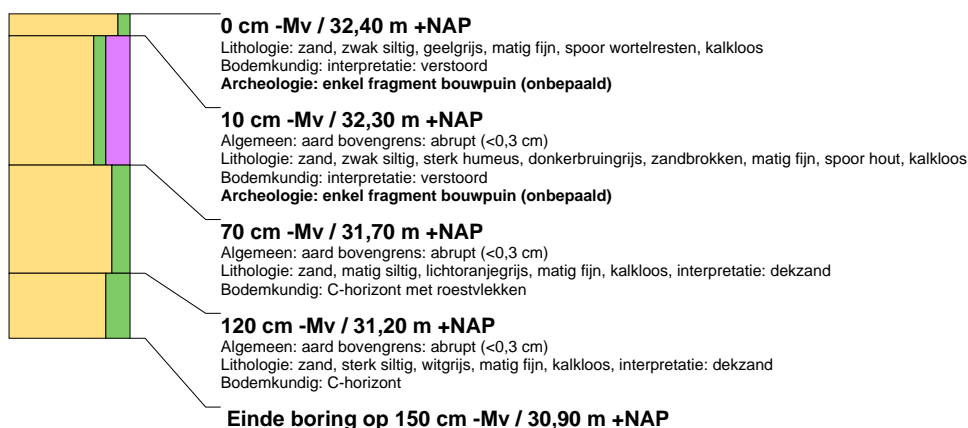 0 cm -Mv / 32,40 m +NAP
Lithologie: zand, zwak siltig, geelgrijs, matig fijn, spoor wortelresten, kalkloos
Bodemkundig: interpretatie: verstoord
Archeologie: enkel fragment bouwpuin (onbepaald)
10 cm -Mv / 32,30 m +NAP
Algemeen: aard bovengrens: abrupt (<0,3 cm)
Lithologie: zand, zwak siltig, sterk humeus, donkerbruingrijs, zandbrokken, matig fijn, spoor hout, kalkloos
Bodemkundig: interpretatie: verstoord
Archeologie: enkel fragment bouwpuin (onbepaald)
70 cm -Mv / 31,70 m +NAP
Algemeen: aard bovengrens: abrupt (<0,3 cm)
Lithologie: zand, matig siltig, lichtoranjegrijs, matig fijn, kalkloos, interpretatie: dekzand
Bodemkundig: C-horizont met roestvlekken
120 cm -Mv / 31,20 m +NAP
Algemeen: aard bovengrens: abrupt (<0,3 cm)
Lithologie: zand, sterk siltig, witgrijs, matig fijn, kalkloos, interpretatie: dekzand
Bodemkundig: C-horizont
Einde boring op 150 cm -Mv / 30,90 m +NAP